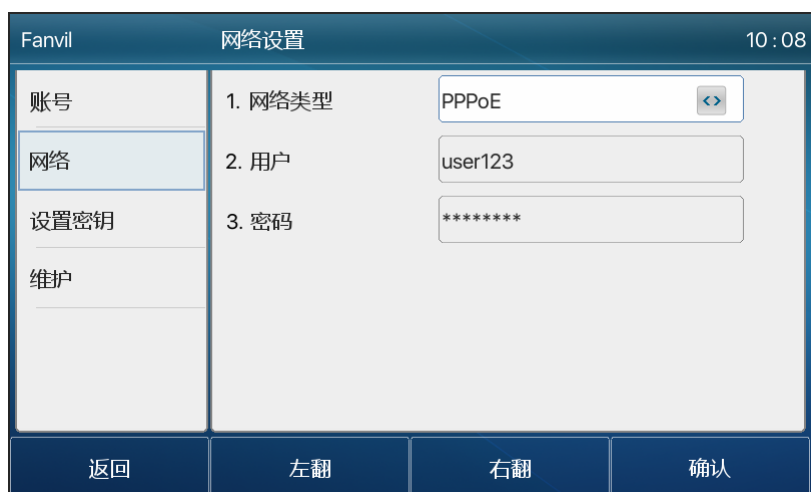 Fanvil 网络设置 10:08
账号
网络
设置密钥
维护
1. 网络类型 PPPoE <>
2. 用户 user123
3. 密码 ********
返回 左翻 右翻 确认